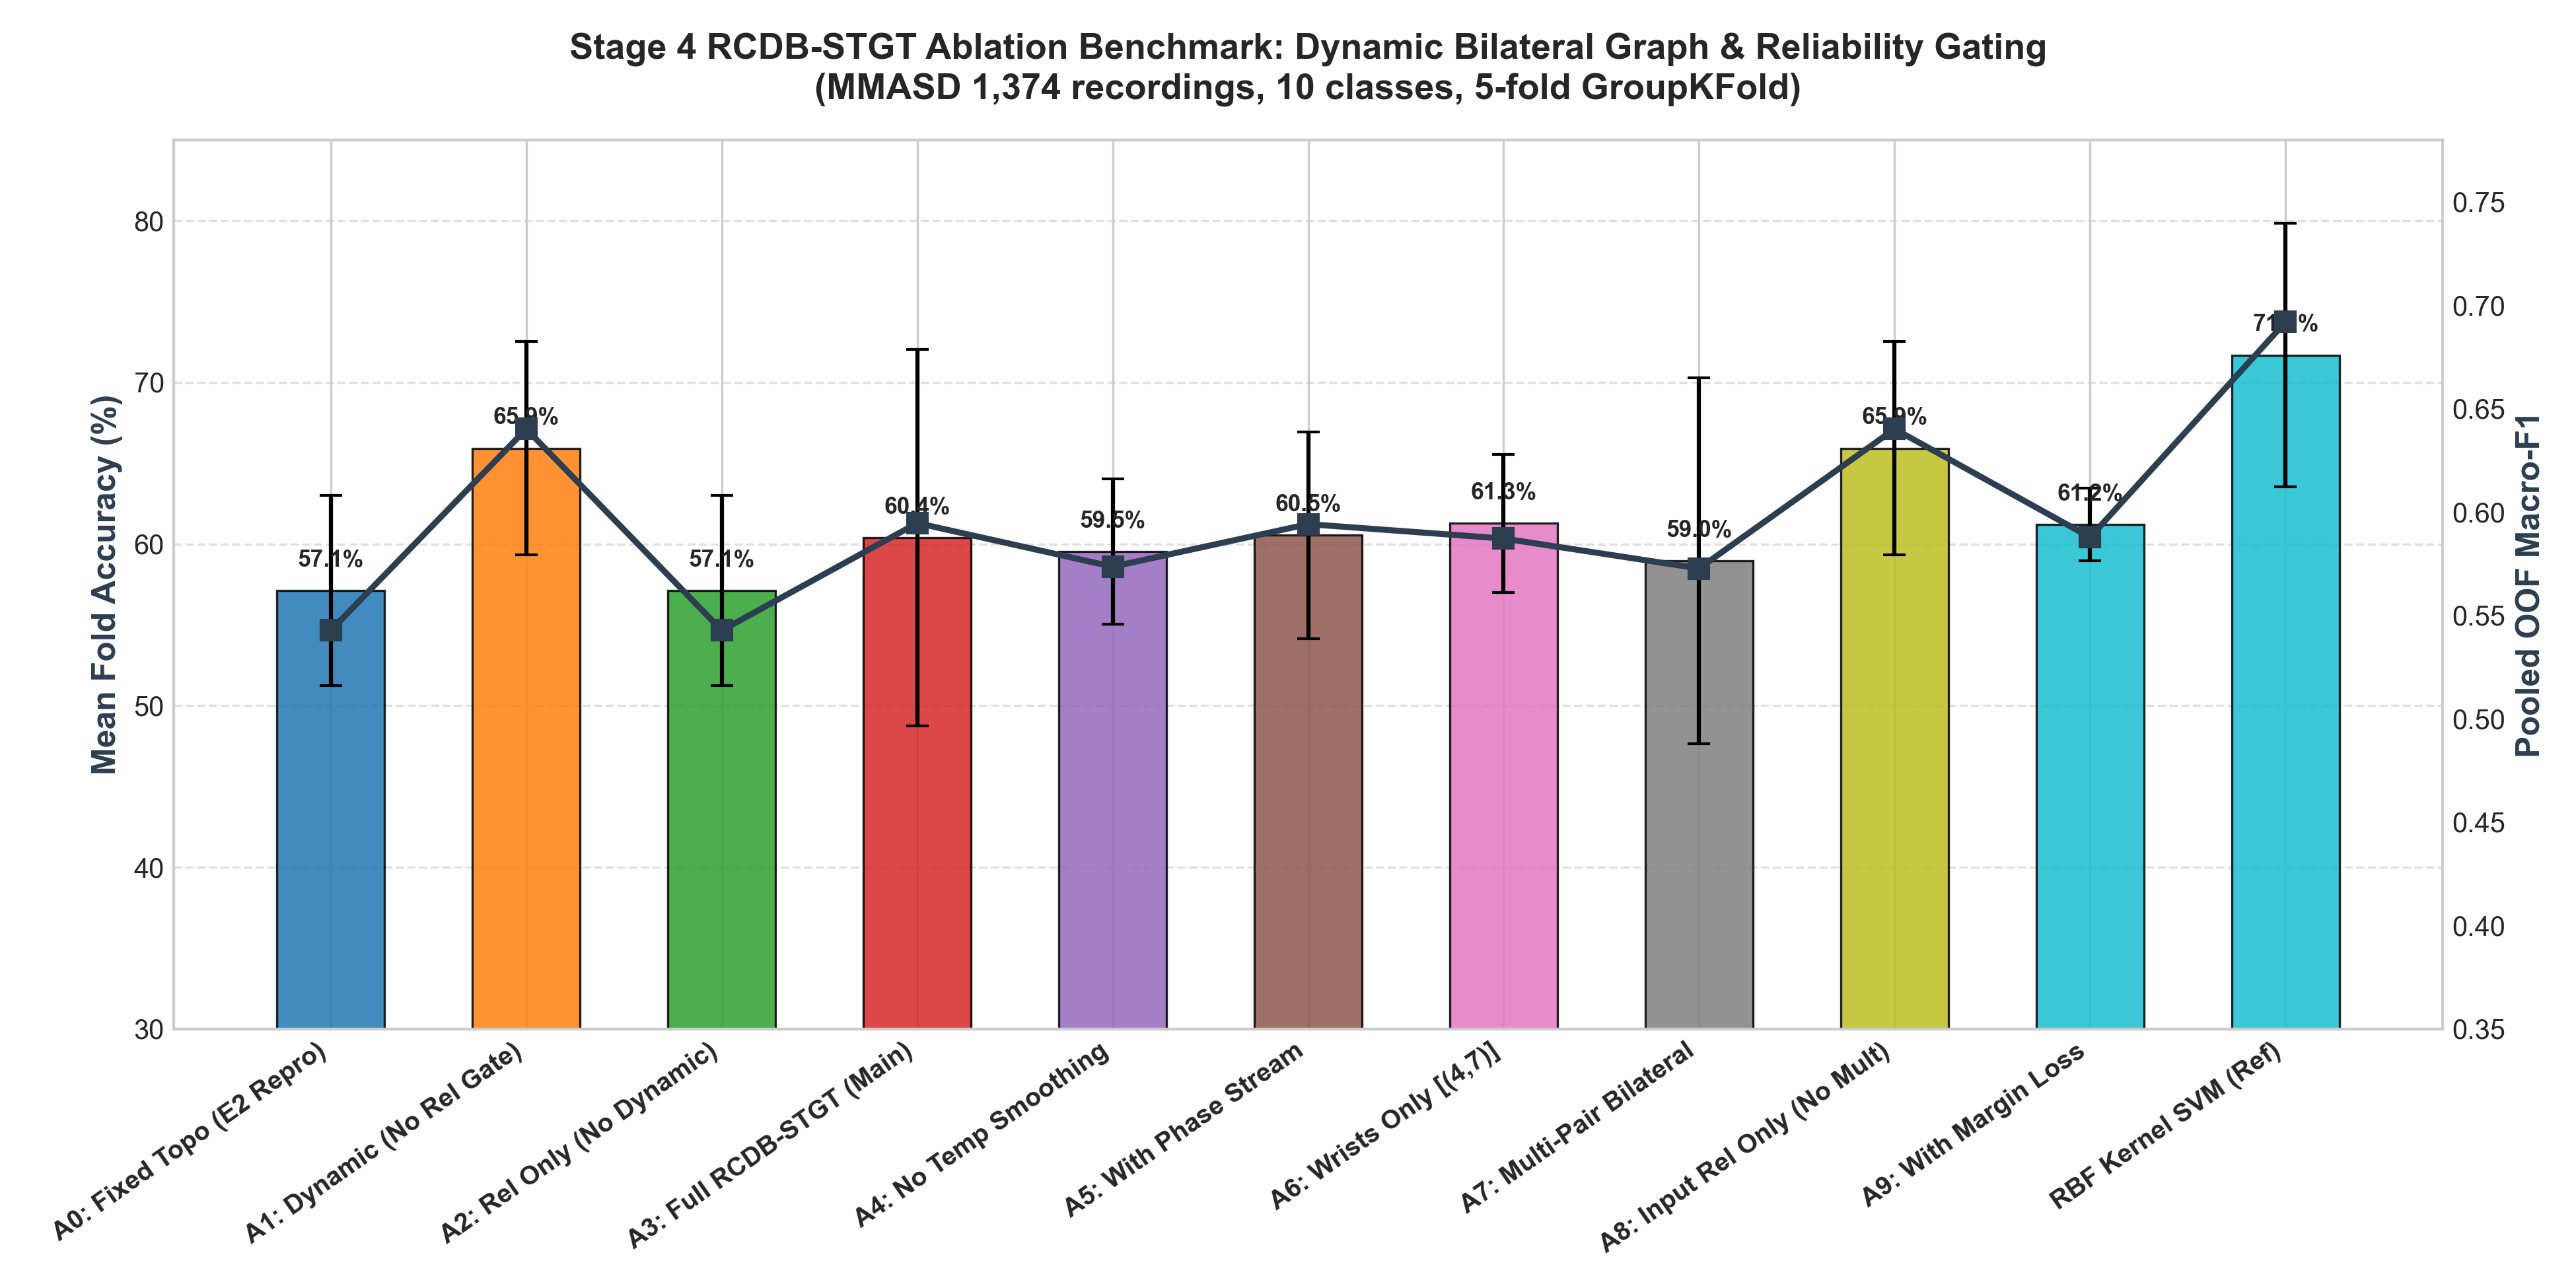 Stage 4 RCDB-STGT Ablation Benchmark: Dynamic Bilateral Graph & Reliability Gating
(MMASD 1,374 recordings, 10 classes, 5-fold GroupKFold)
Mean Fold Accuracy (%)
80
70
60
50
40
30
57.1%
65.9%
57.1%
60.4%
59.5%
60.5%
61.3%
59.0%
65.9%
61.2%
0.75
0.70
0.65
0.60
0.55
0.50
0.45
0.40
0.35
Pooled OOF Macro-F1
A0: Fixed Topo (E2 Repro)
A1: Dynamic (No Rel Gate)
A2: Rel Only (No Dynamic)
A3: Full RCDB-STGT (Main)
A4: No Temp Smoothing
A5: With Phase Stream
A6: Wrists Only [(4,7)]
A7: Multi-Pair Bilateral
A8: Input Rel Only (No Mult)
A9: With Margin Loss
RBF Kernel SVM (Ref)